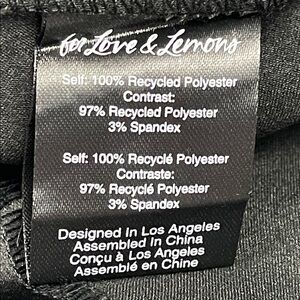 for Love & Lemons
Self: 100% Recycled Polyester
Contrast:
97% Recycled Polyester
3% Spandex
Self: 100% Recyclé Polyester
Contraste:
97% Recyclé Polyester
3% Spandex
Designed In Los Angeles
Assembled in China
Conçu à Los Angeles
Assemblé en Chine